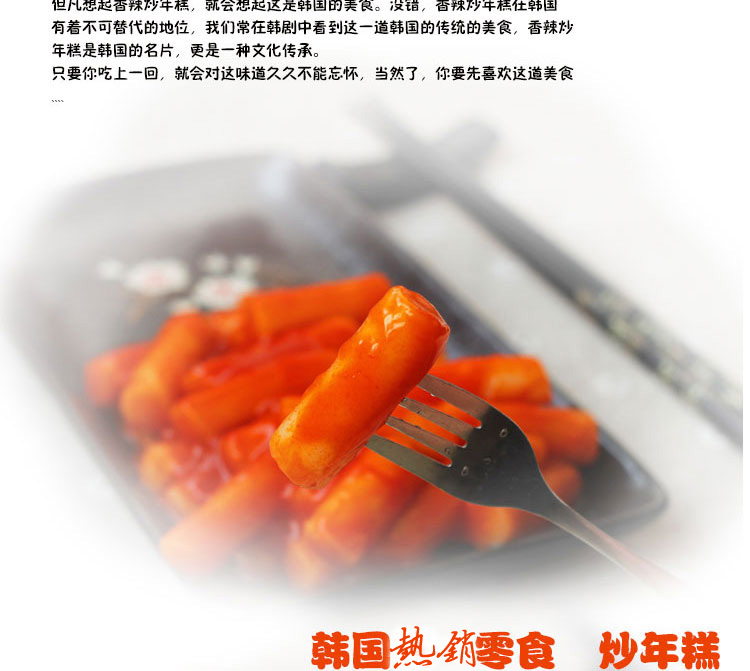 但凡想起香辣炒年糕，就会想起这是韩国的美食。没错，香辣炒年糕在韩国
有着不可替代的地位，我们常在韩剧中看到这一道韩国的传统的美食，香辣炒
年糕是韩国的名片，更是一种文化传承。
只要你吃上一回，就会对这味道久久不能忘怀，当然了，你要先喜欢这道美食
、、、、
韩国熱銷零食 炒年糕